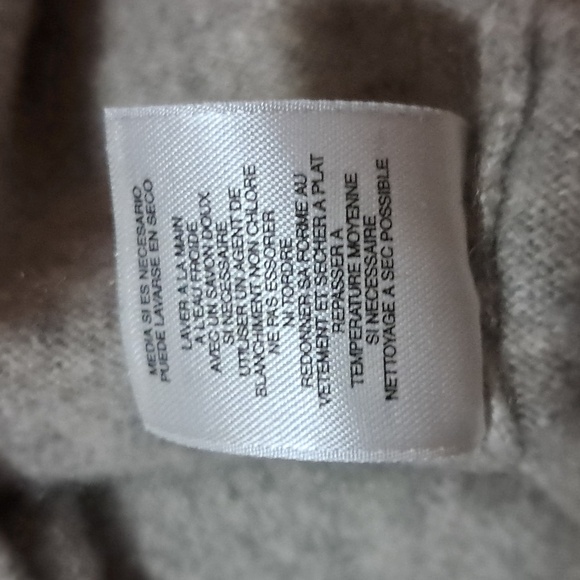 MEDIA SI ES NECESARIO
PUEDE LAVARSE EN SECO
LAVER A LA MAIN
A L'EAU FROIDE
AVEC UN SAVON DOUX
SI NECESSAIRE
UTILISER UN AGENT DE
BLANCHIMENT NON CHLORE
NE PAS ESSORER
NI TORDRE
REDONNER SA FORME AU
VETEMENT ET SECHER A PLAT
REPASSER A
TEMPERATURE MOYENNE
SI NECESSAIRE
NETTOYAGE A SEC POSSIBLE